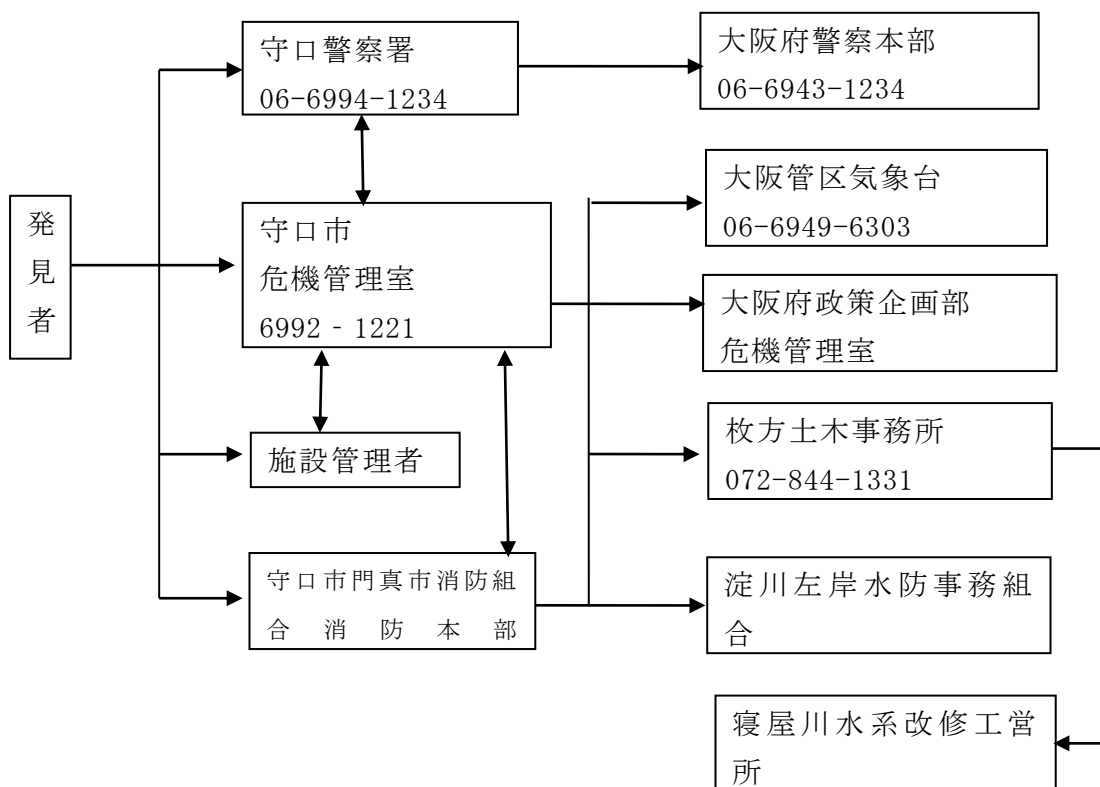 発見者
守口警察署
06-6994-1234
守口市
危機管理室
6992‐1221
施設管理者
守口市門真市消防組
合消防本部
大阪府警察本部
06-6943-1234
大阪管区気象台
06-6949-6303
大阪府政策企画部
危機管理室
枚方土木事務所
072-844-1331
淀川左岸水防事務組
合
寝屋川水系改修工営
所